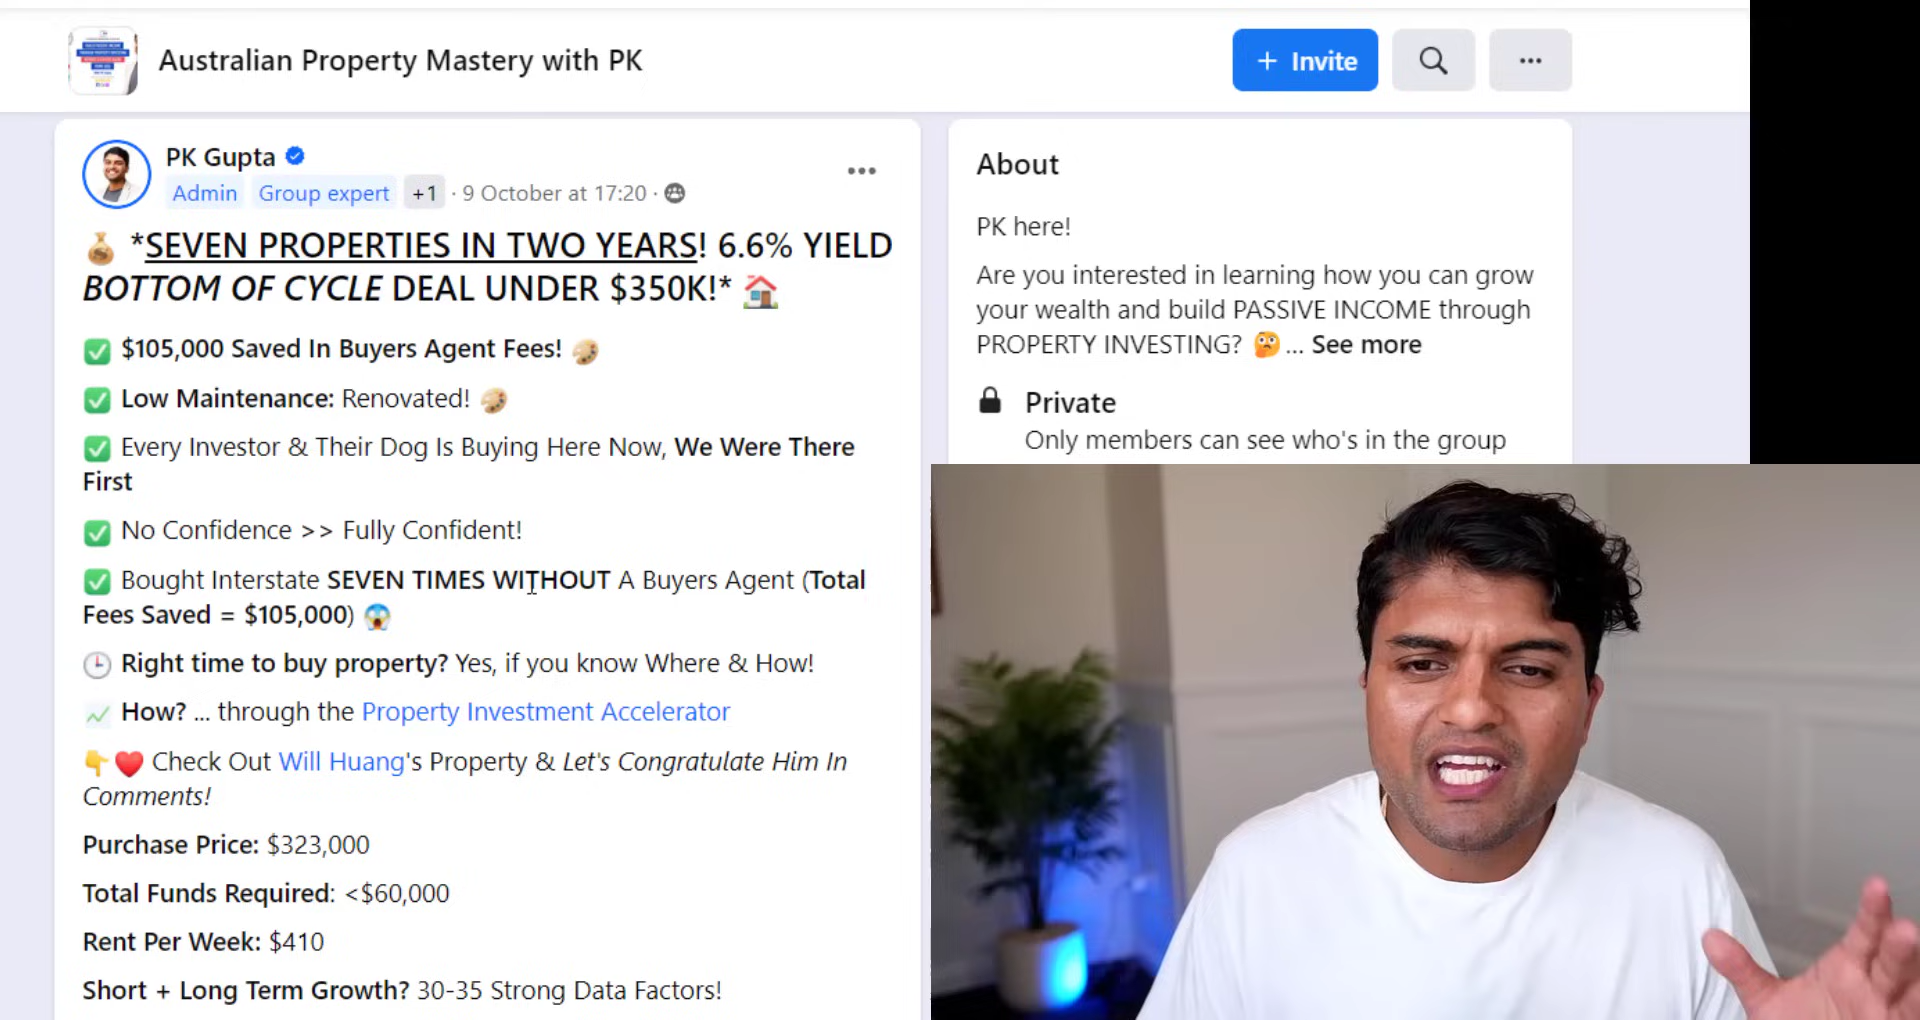 Australian Property Mastery with PK
+ Invite
PK Gupta
Admin Group expert +1 · 9 October at 17:20 ·
💰 *SEVEN PROPERTIES IN TWO YEARS! 6.6% YIELD
BOTTOM OF CYCLE DEAL UNDER $350K!* 🏠
✅ $105,000 Saved In Buyers Agent Fees! 🎨
✅ Low Maintenance: Renovated! 🎨
✅ Every Investor & Their Dog Is Buying Here Now, We Were There
First
✅ No Confidence >> Fully Confident!
✅ Bought Interstate SEVEN TIMES WITHOUT A Buyers Agent (Total
Fees Saved = $105,000) 😱
🕒 Right time to buy property? Yes, if you know Where & How!
📈 How? ... through the Property Investment Accelerator
👇❤️ Check Out Will Huang's Property & Let's Congratulate Him In
Comments!
Purchase Price: $323,000
Total Funds Required: <$60,000
Rent Per Week: $410
Short + Long Term Growth? 30-35 Strong Data Factors!
About
PK here!
Are you interested in learning how you can grow
your wealth and build PASSIVE INCOME through
PROPERTY INVESTING? 🤔 ... See more
Private
Only members can see who's in the group